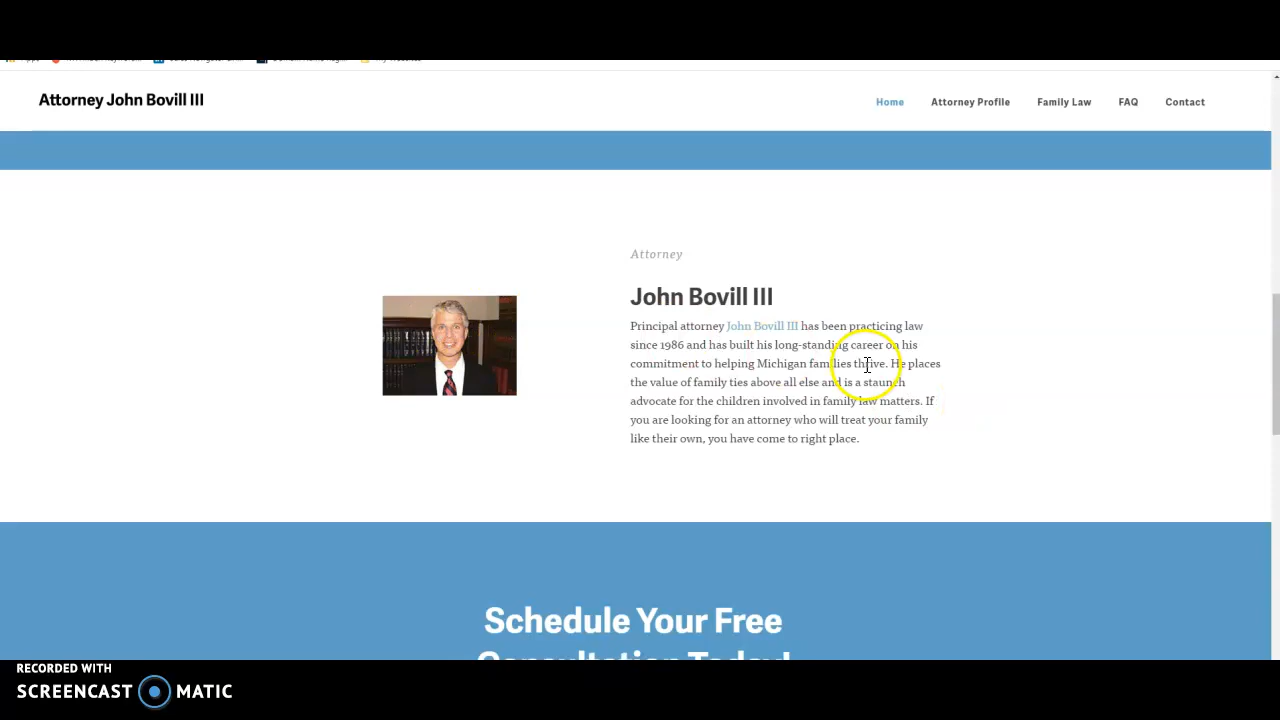 Attorney John Bovill III
Home Attorney Profile Family Law FAQ Contact
Attorney
John Bovill III
Principal attorney John Bovill III has been practicing law
since 1986 and has built his long-standing career on his
commitment to helping Michigan families thrive. He places
the value of family ties above all else and is a staunch
advocate for the children involved in family law matters. If
you are looking for an attorney who will treat your family
like their own, you have come to right place.
Schedule Your Free
Consultation Today!
RECORDED WITH
SCREENCAST MATIC